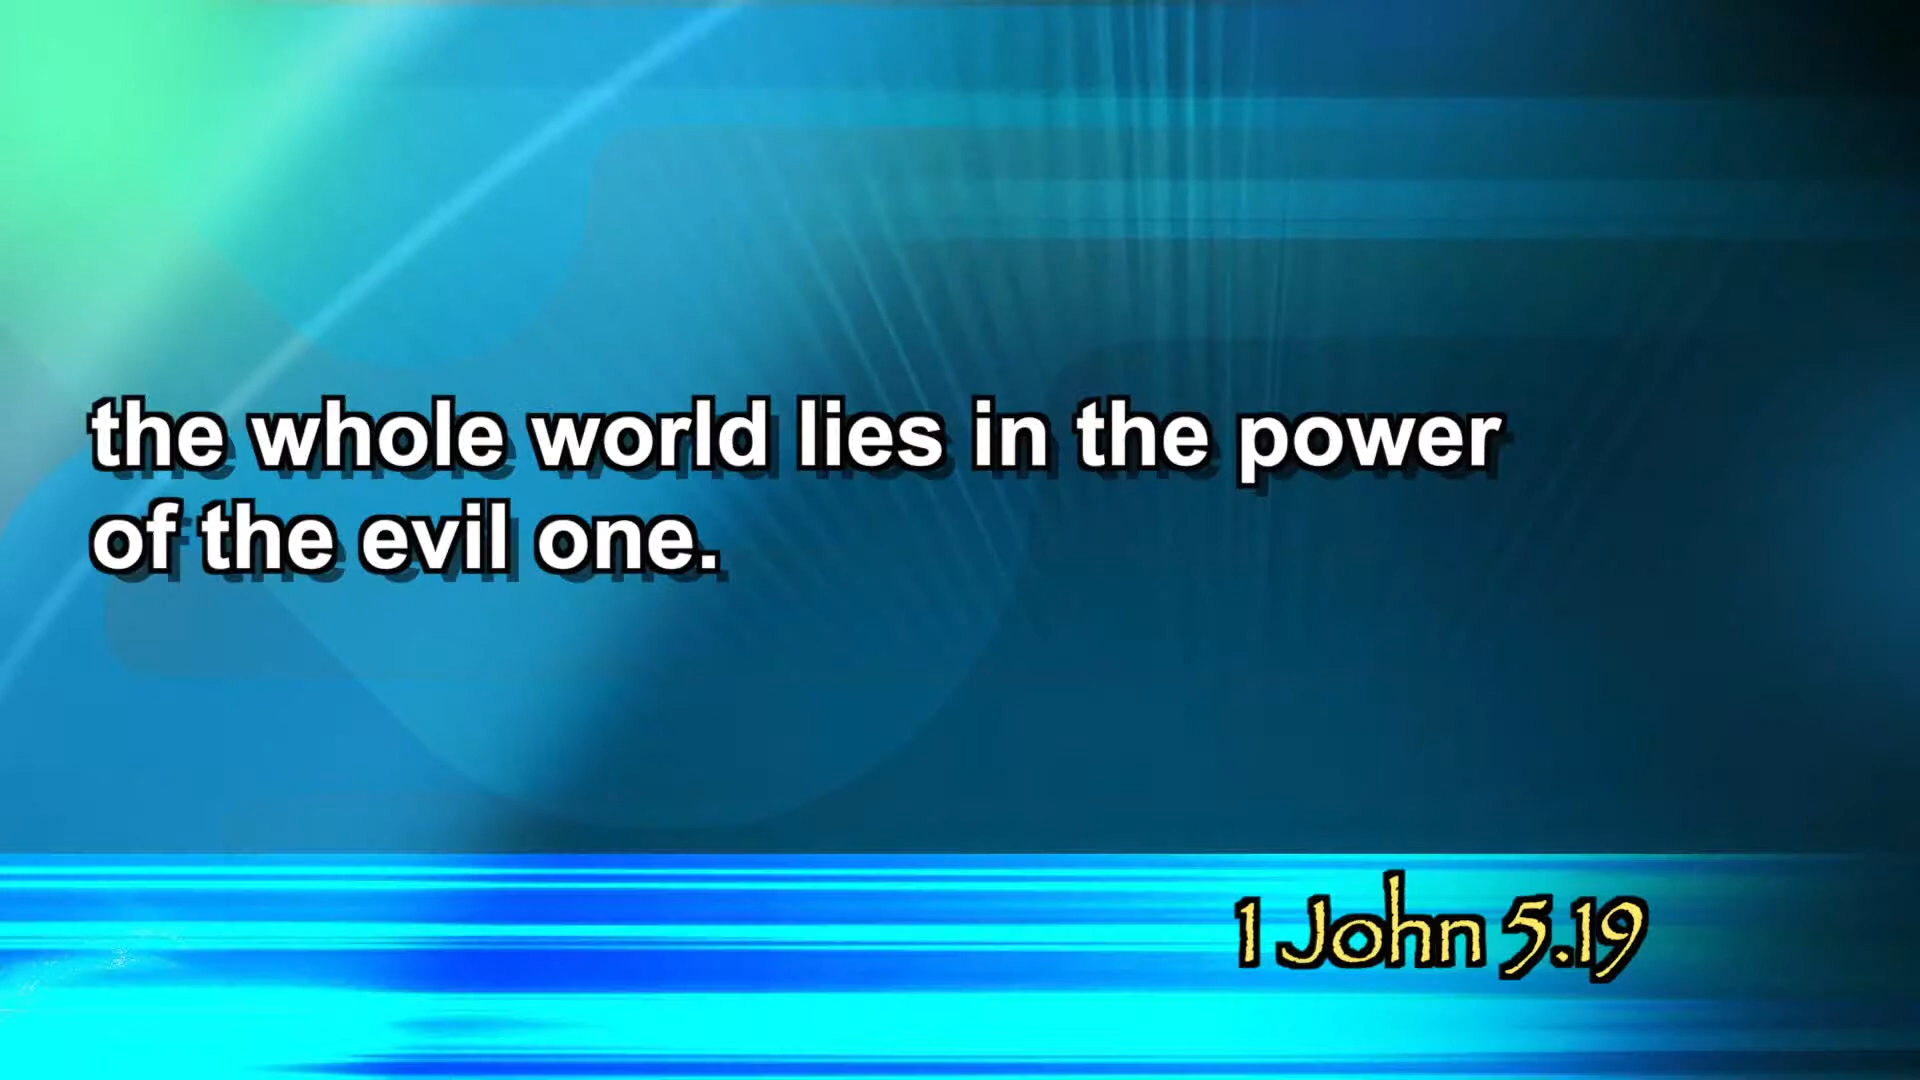 the whole world lies in the power
of the evil one.
1 John 5.19